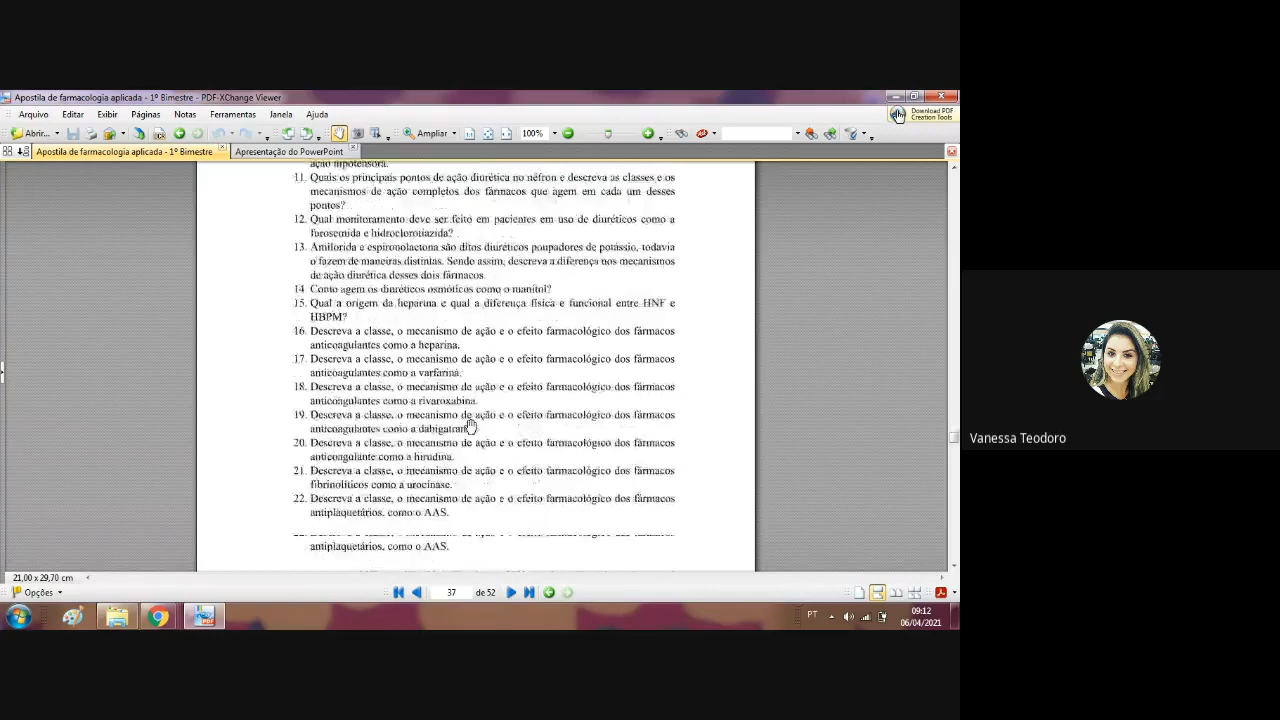 Apostila de farmacologia aplicada - 1º Bimestre - PDF-XChange Viewer
Arquivo Editar Exibir Páginas Notas Ferramentas Janela Ajuda
Download PDF
Creation Tools
Abrir... Ampliar 100%
Apostila de farmacologia aplicada - 1º Bimestre
Apresentação do PowerPoint
ação hipotensora.
11. Quais os principais pontos de ação diurética no néfron e descreva as classes e os
mecanismos de ação completos dos fármacos que agem em cada um desses
pontos?
12. Qual monitoramento deve ser feito em pacientes em uso de diuréticos como a
furosemida e hidroclorotiazida?
13. Amilorida e espironolactona são ditos diuréticos poupadores de potássio, todavia
o fazem de maneiras distintas. Sendo assim, descreva a diferença nos mecanismos
de ação diurética desses dois fármacos.
14 Como agem os diuréticos osmóticos como o manitol?
15. Qual a origem da heparina e qual a diferença física e funcional entre HNF e
HBPM?
16. Descreva a classe, o mecanismo de ação e o efeito farmacológico dos fármacos
anticoagulantes como a heparina.
17. Descreva a classe, o mecanismo de ação e o efeito farmacológico dos fármacos
anticoagulantes como a varfarina.
18. Descreva a classe, o mecanismo de ação e o efeito farmacológico dos fármacos
anticoagulantes como a rivaroxabina.
19. Descreva a classe, o mecanismo de ação e o efeito farmacológico dos fármacos
anticoagulantes como a dabigatran
20. Descreva a classe, o mecanismo de ação e o efeito farmacológico dos fármacos
anticoagulante como a hirudina.
21. Descreva a classe, o mecanismo de ação e o efeito farmacológico dos fármacos
fibrinolíticos como a urocinase.
22. Descreva a classe, o mecanismo de ação e o efeito farmacológico dos fármacos
antiplaquetários, como o AAS.
antiplaquetários, como o AAS.
21,00 x 29,70 cm
Opções 37 de 52
PT 09:12
06/04/2021
Vanessa Teodoro